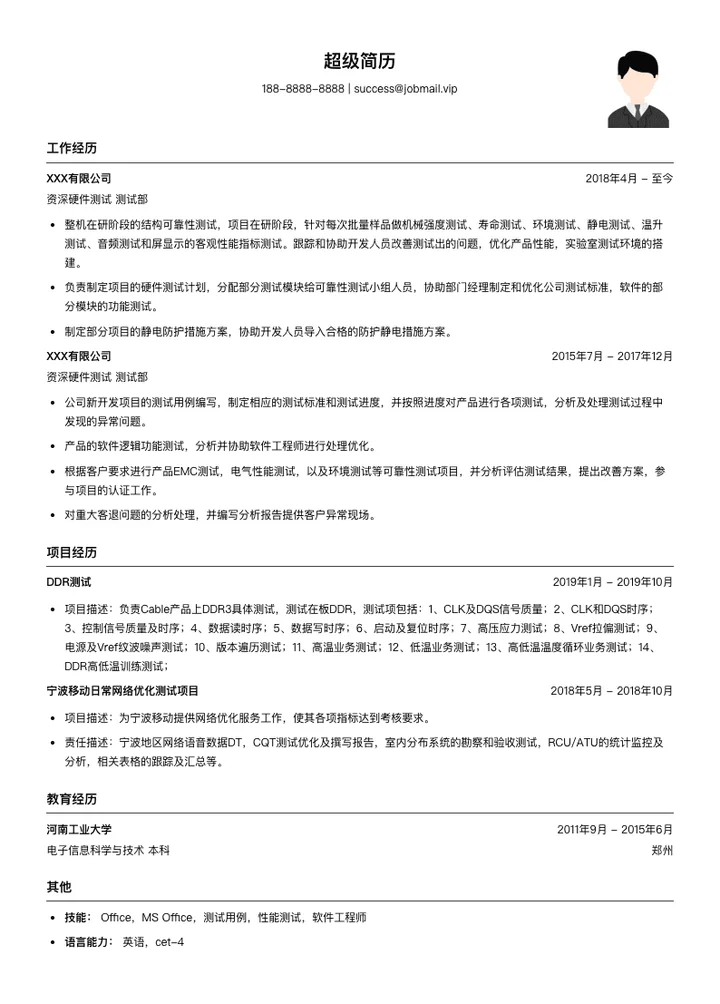 超级简历
188-8888-8888 | success@jobmail.vip
工作经历
XXX有限公司 2018年4月 – 至今
资深硬件测试 测试部
• 整机在研阶段的结构可靠性测试，项目在研阶段，针对每次批量样品做机械强度测试、寿命测试、环境测试、静电测试、温升
测试、音频测试和屏显示的客观性能指标测试。跟踪和协助开发人员改善测试出的问题，优化产品性能，实验室测试环境的搭
建。
• 负责制定项目的硬件测试计划，分配部分测试模块给可靠性测试小组人员，协助部门经理制定和优化公司测试标准，软件的部
分模块的功能测试。
• 制定部分项目的静电防护措施方案，协助开发人员导入合格的防护静电措施方案。
XXX有限公司 2015年7月 – 2017年12月
资深硬件测试 测试部
• 公司新开发项目的测试用例编写，制定相应的测试标准和测试进度，并按照进度对产品进行各项测试，分析及处理测试过程中
发现的异常问题。
• 产品的软件逻辑功能测试，分析并协助软件工程师进行处理优化。
• 根据客户要求进行产品EMC测试，电气性能测试，以及环境测试等可靠性测试项目，并分析评估测试结果，提出改善方案，参
与项目的认证工作。
• 对重大客退问题的分析处理，并编写分析报告提供客户异常现场。
项目经历
DDR测试 2019年1月 – 2019年10月
• 项目描述：负责Cable产品上DDR3具体测试，测试在板DDR，测试项包括：1、CLK及DQS信号质量；2、CLK和DQS时序；
3、控制信号质量及时序；4、数据读时序；5、数据写时序；6、启动及复位时序；7、高压应力测试；8、Vref拉偏测试；9、
电源及Vref纹波噪声测试；10、版本遍历测试；11、高温业务测试；12、低温业务测试；13、高低温温度循环业务测试；14、
DDR高低温训练测试；
宁波移动日常网络优化测试项目 2018年5月 – 2018年10月
• 项目描述：为宁波移动提供网络优化服务工作，使其各项指标达到考核要求。
• 责任描述：宁波地区网络语音数据DT，CQT测试优化及撰写报告，室内分布系统的勘察和验收测试，RCU/ATU的统计监控及
分析，相关表格的跟踪及汇总等。
教育经历
河南工业大学 2011年9月 – 2015年6月
电子信息科学与技术 本科 郑州
其他
• 技能： Office，MS Office，测试用例，性能测试，软件工程师
• 语言能力： 英语，cet-4